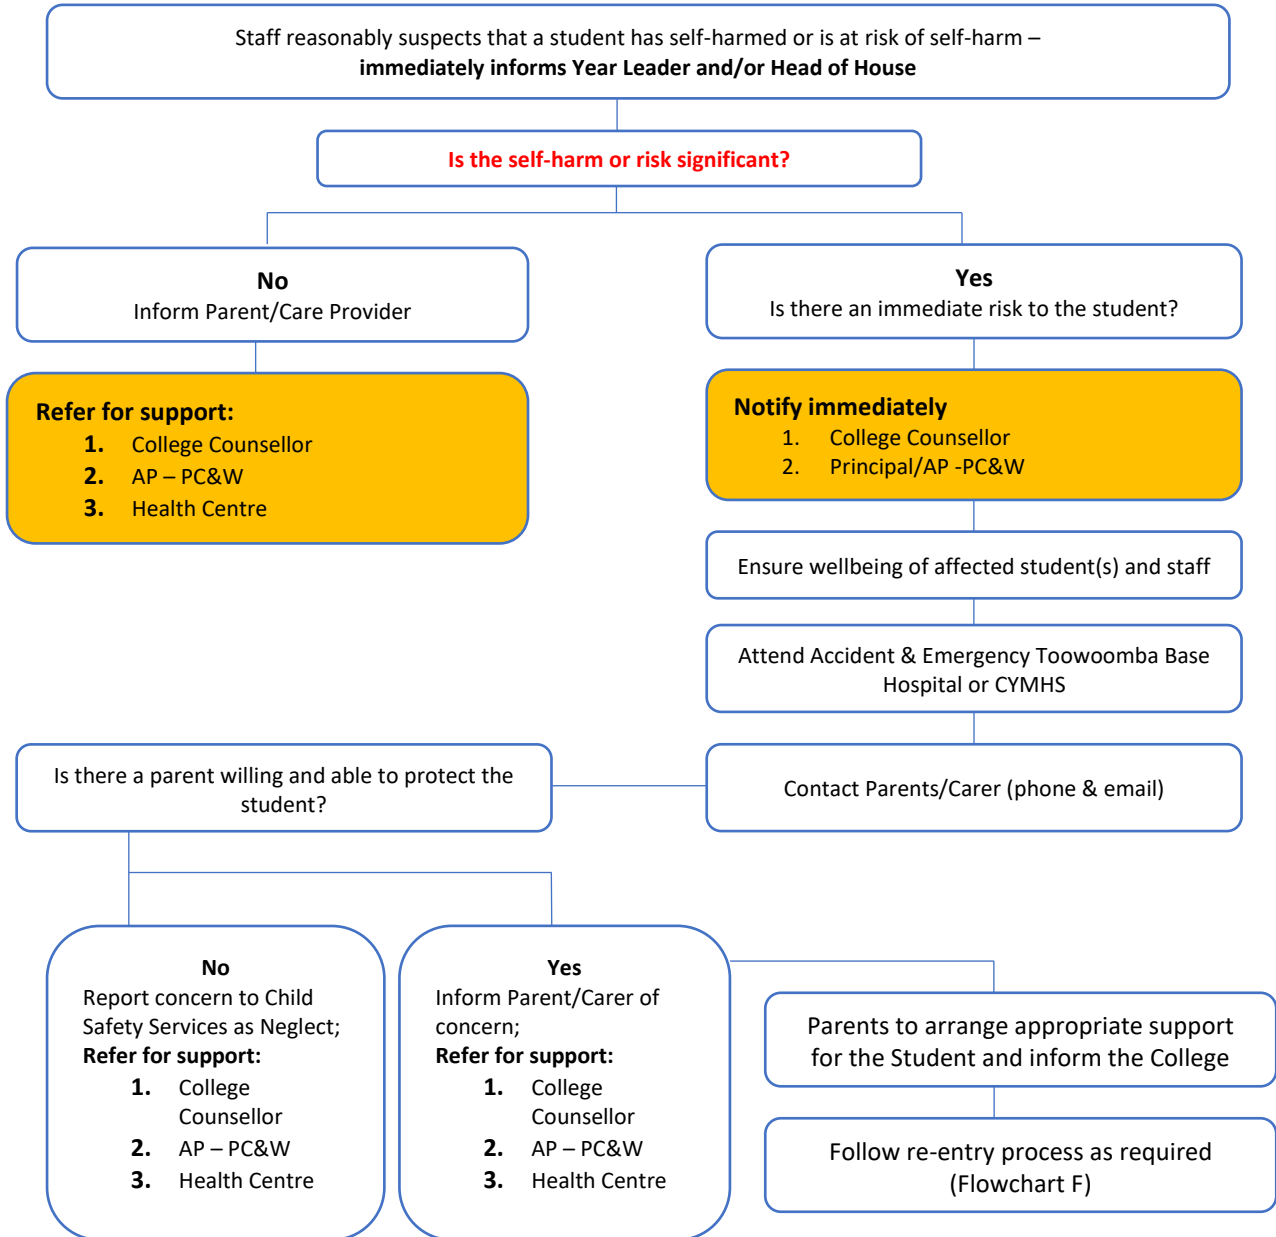 Staff reasonably suspects that a student has self-harmed or is at risk of self-harm –
immediately informs Year Leader and/or Head of House
Is the self-harm or risk significant?
No
Inform Parent/Care Provider
Yes
Is there an immediate risk to the student?
Refer for support:
1. College Counsellor
2. AP – PC&W
3. Health Centre
Notify immediately
1. College Counsellor
2. Principal/AP -PC&W
Ensure wellbeing of affected student(s) and staff
Attend Accident & Emergency Toowoomba Base
Hospital or CYMHS
Contact Parents/Carer (phone & email)
Is there a parent willing and able to protect the
student?
No
Report concern to Child
Safety Services as Neglect;
Refer for support:
1. College
Counsellor
2. AP – PC&W
3. Health Centre
Yes
Inform Parent/Carer of
concern;
Refer for support:
1. College
Counsellor
2. AP – PC&W
3. Health Centre
Parents to arrange appropriate support
for the Student and inform the College
Follow re-entry process as required
(Flowchart F)